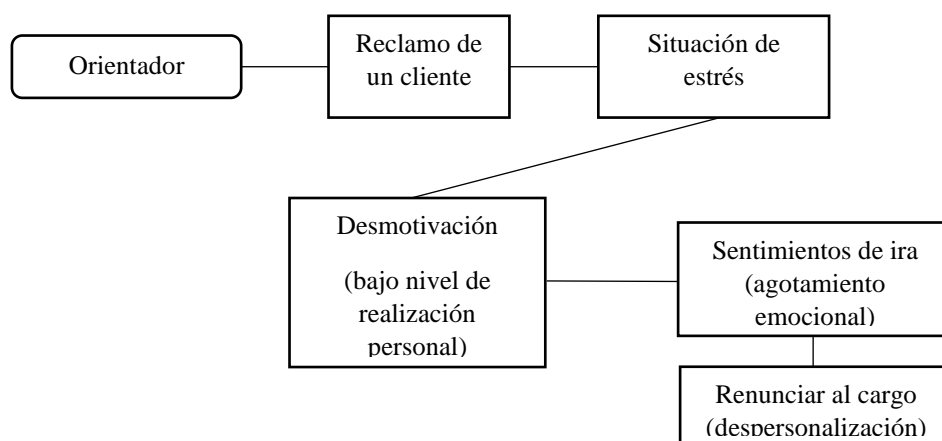 Orientador
Reclamo de
un cliente
Situación de
estrés
Desmotivación
(bajo nivel de
realización
personal)
Sentimientos de ira
(agotamiento
emocional)
Renunciar al cargo
(despersonalización)